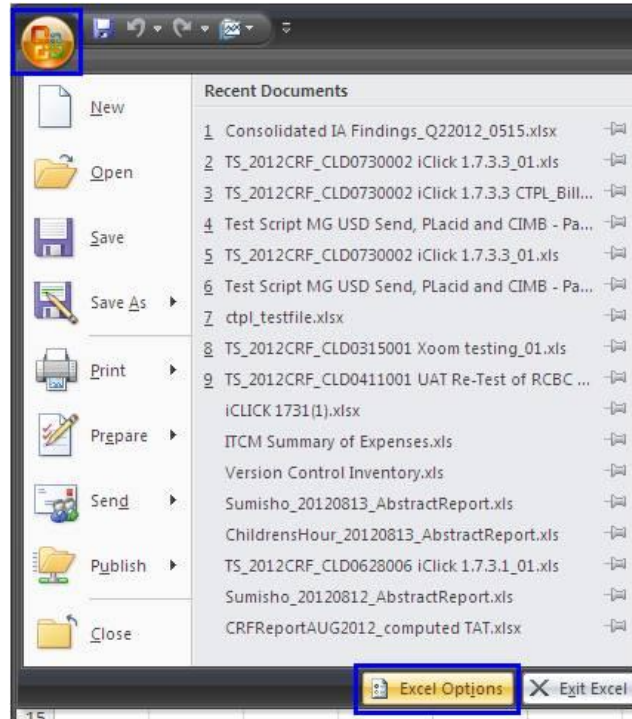 New
Open
Save
Save As
Print
Prepare
Send
Publish
Close
Recent Documents
1 Consolidated IA Findings_Q22012_0515.xlsx
2 TS_2012CRF_CLD0730002 iClick 1.7.3.3_01.xls
3 TS_2012CRF_CLD0730002 iClick 1.7.3.3 CTPL_Bill...
4 Test Script MG USD Send, PLacid and CIMB - Pa...
5 TS_2012CRF_CLD0730002 iClick 1.7.3.3_01.xls
6 Test Script MG USD Send, PLacid and CIMB - Pa...
7 ctpl_testfile.xlsx
8 TS_2012CRF_CLD0315001 Xoom testing_01.xls
9 TS_2012CRF_CLD0411001 UAT Re-Test of RCBC ...
iCLICK 1731(1).xlsx
ITCM Summary of Expenses.xls
Version Control Inventory.xls
Sumisho_20120813_AbstractReport.xls
ChildrensHour_20120813_AbstractReport.xls
TS_2012CRF_CLD0628006 iClick 1.7.3.1_01.xls
Sumisho_20120812_AbstractReport.xls
CRFReportAUG2012_computed TAT.xlsx
Excel Options
Exit Excel
15